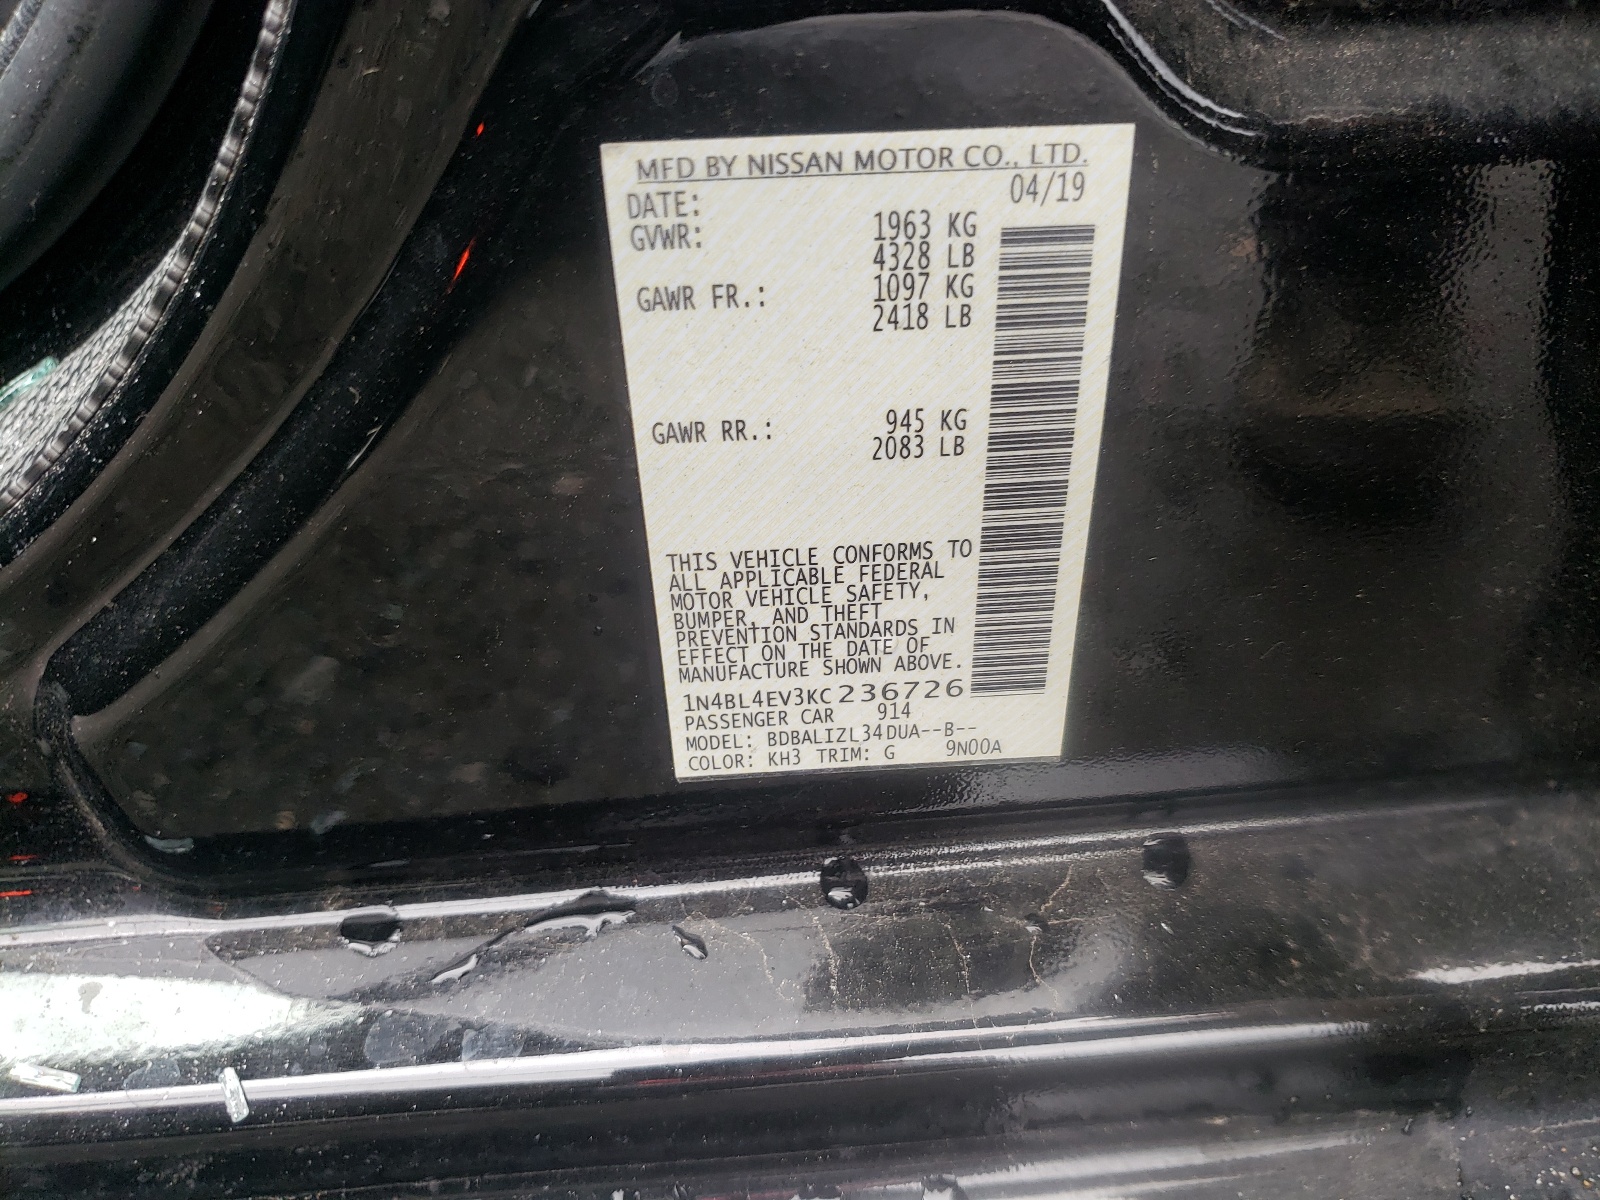 MFD BY NISSAN MOTOR CO., LTD.
DATE: 04/19
GVWR: 1963 KG
4328 LB
GAWR FR.: 1097 KG
2418 LB
GAWR RR.: 945 KG
2083 LB
THIS VEHICLE CONFORMS TO
ALL APPLICABLE FEDERAL
MOTOR VEHICLE SAFETY,
BUMPER, AND THEFT
PREVENTION STANDARDS IN
EFFECT ON THE DATE OF
MANUFACTURE SHOWN ABOVE.
1N4BL4EV3KC236726
PASSENGER CAR 914
MODEL: BDBALIZL34DUA--B--
COLOR: KH3 TRIM: G 9N00A